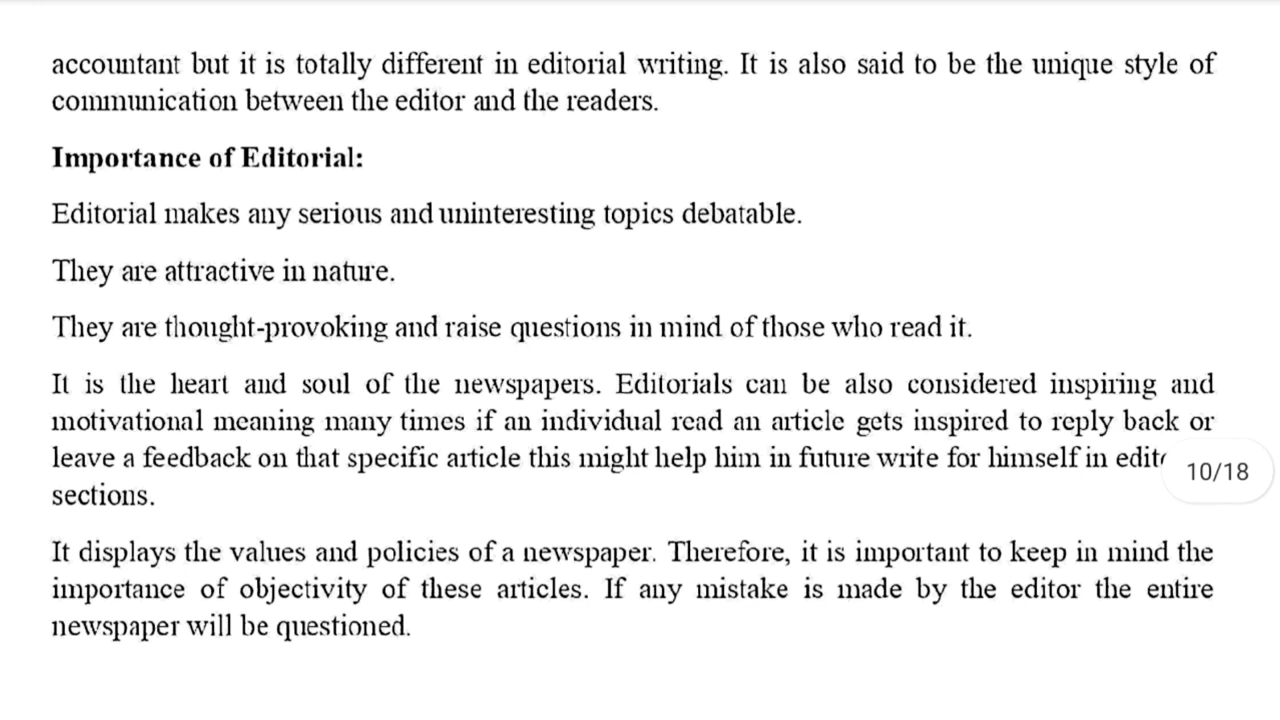 accountant but it is totally different in editorial writing. It is also said to be the unique style of
communication between the editor and the readers.
Importance of Editorial:
Editorial makes any serious and uninteresting topics debatable.
They are attractive in nature.
They are thought-provoking and raise questions in mind of those who read it.
It is the heart and soul of the newspapers. Editorials can be also considered inspiring and
motivational meaning many times if an individual read an article gets inspired to reply back or
leave a feedback on that specific article this might help him in future write for himself in
10/18
sections.
It displays the values and policies of a newspaper. Therefore, it is important to keep in mind the
importance of objectivity of these articles. If any mistake is made by the editor the entire
newspaper will be questioned.